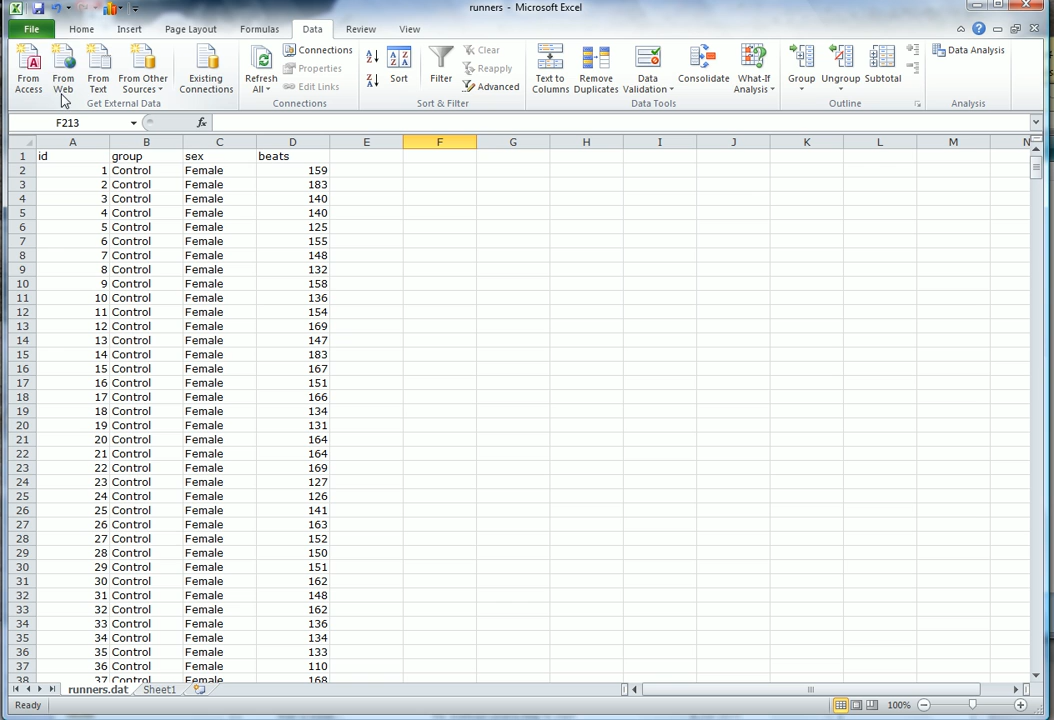 runners - Microsoft Excel
File Home Insert Page Layout Formulas Data Review View
From Access
From Web
From Text
From Other Sources
Existing Connections
Get External Data
Refresh All
Connections
Properties
Edit Links
Connections
Sort
Filter
Clear
Reapply
Advanced
Sort & Filter
Text to Columns
Remove Duplicates
Data Validation
Consolidate
What-If Analysis
Data Tools
Group
Ungroup
Subtotal
Outline
Data Analysis
Analysis
F213 fx
A B C D E F G H I J K L M N
1 id group sex beats
2 1 Control Female 159
3 2 Control Female 183
4 3 Control Female 140
5 4 Control Female 140
6 5 Control Female 125
7 6 Control Female 155
8 7 Control Female 148
9 8 Control Female 132
10 9 Control Female 158
11 10 Control Female 136
12 11 Control Female 154
13 12 Control Female 169
14 13 Control Female 147
15 14 Control Female 183
16 15 Control Female 167
17 16 Control Female 151
18 17 Control Female 166
19 18 Control Female 134
20 19 Control Female 131
21 20 Control Female 164
22 21 Control Female 164
23 22 Control Female 169
24 23 Control Female 127
25 24 Control Female 126
26 25 Control Female 141
27 26 Control Female 163
28 27 Control Female 152
29 28 Control Female 150
30 29 Control Female 151
31 30 Control Female 162
32 31 Control Female 148
33 32 Control Female 162
34 33 Control Female 136
35 34 Control Female 134
36 35 Control Female 133
37 36 Control Female 110
38 37 Control Female 168
runners.dat Sheet1
Ready 100%